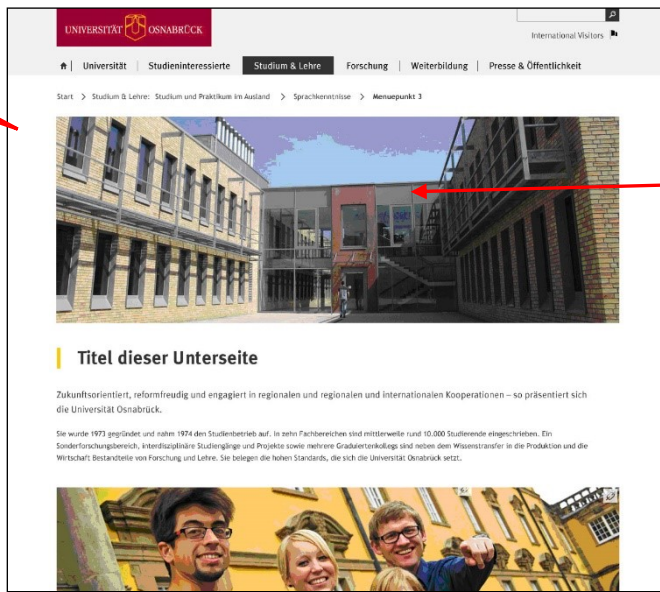 UNIVERSITÄT OSNABRÜCK
International Visitors
Universität | Studieninteressierte Studium & Lehre Forschung | Weiterbildung | Presse & Öffentlichkeit
Start > Studium & Lehre: Studium und Praktikum im Ausland > Sprachkenntnisse > Menuepunkt 3
Titel dieser Unterseite
Zukunftsorientiert, reformfreudig und engagiert in regionalen und regionalen und internationalen Kooperationen – so präsentiert sich
die Universität Osnabrück.
Sie wurde 1973 gegründet und nahm 1974 den Studienbetrieb auf. In zehn Fachbereichen sind mittlerweile rund 10.000 Studierende eingeschrieben. Ein
Sonderforschungsbereich, interdisziplinäre Studiengänge und Projekte sowie mehrere Graduiertenkollegs sind neben dem Wissenstransfer in die Produktion und die
Wirtschaft Bestandteile von Forschung und Lehre. Sie belegen die hohen Standards, die sich die Universität Osnabrück setzt.